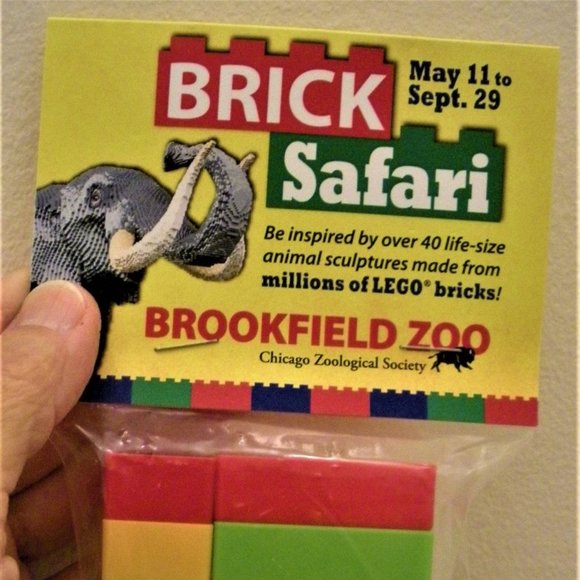 BRICK
Safari
May 11 to
Sept. 29
Be inspired by over 40 life-size
animal sculptures made from
millions of LEGO® bricks!
BROOKFIELD ZOO
Chicago Zoological Society